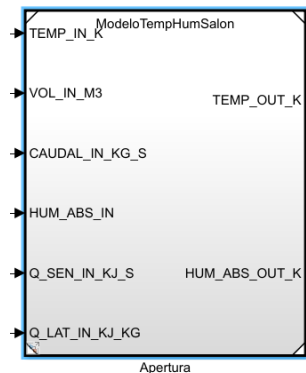 ModeloTempHumSalon
TEMP_IN_K
VOL_IN_M3
TEMP_OUT_K
CAUDAL_IN_KG_S
HUM_ABS_IN
Q_SEN_IN_KJ_S
HUM_ABS_OUT_K
Q_LAT_IN_KJ_KG
Apertura